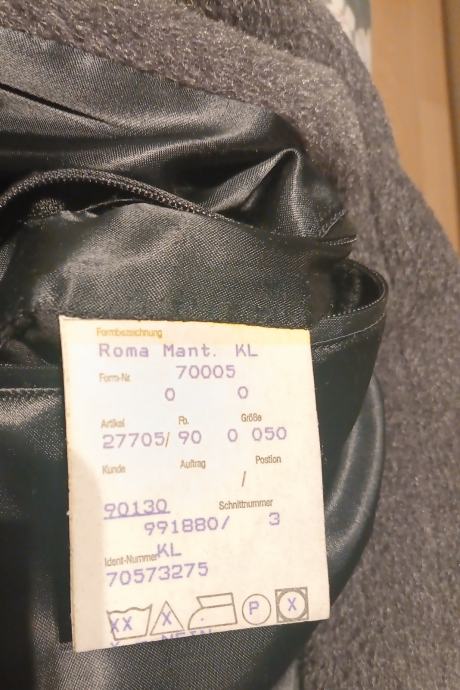 Formbezeichnung
Roma Mant. KL
Form-Nr. 70005
0 0
Artikel Fb. Größe
27705/ 90 0 050
Kunde Auftrag Position
/
90130 Schnittnummer
991880/ 3
Ident-Nummer KL
70573275
XX X P X